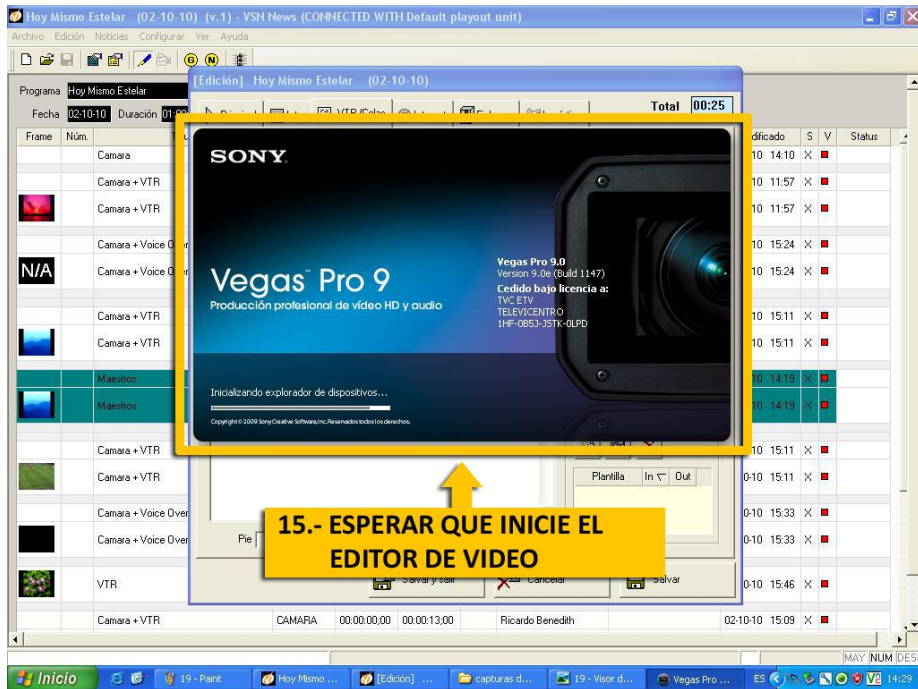 Hoy Mismo Estelar (02-10-10) (v.1) - VSN News (CONNECTED WITH Default playout unit)
Archivo Edición Noticias Configurar Ver Ayuda
G N
[Edición] Hoy Mismo Estelar (02-10-10)
Programa Hoy Mismo Estelar
Total 00:25
Fecha 02-10-10 Duración
Frame Núm. S V Status
Camara 10 14:10 X
Camara + VTR 10 11:57 X
Camara + VTR 10 11:57 X
Camara + Voice Over 10 15:24 X
N/A Camara + Voice Over 10 15:24 X
Camara + VTR 10 15:11 X
Camara + VTR 10 15:11 X
Maestros 10 14:19 X
Maestros 10 14:19 X
SONY
Vegas™ Pro 9
Producción profesional de vídeo HD y audio
Vegas Pro 9.0
Version 9.0e (Build 1147)
Cedido bajo licencia a:
TVC ETV
TELEVICENTRO
1HF-0B5J-JSTK-0LPD
Inicializando explorador de dispositivos...
Copyright © 2009 Sony Creative Software, Inc. Reservados todos los derechos.
Camara + VTR 15:11 X
Camara + VTR 0-10 15:11 X
Plantilla In Out
Camara + Voice Over 0-10 15:33 X
Camara + Voice Over Pie 0-10 15:33 X
15.- ESPERAR QUE INICIE EL
EDITOR DE VIDEO
Salvar y salir Cancelar Salvar
VTR 0-10 15:46 X
Camara + VTR CAMARA 00:00:00;00 00:00:13;00 Ricardo Benedith 02-10-10 15:09 X
MAY NUM DES
Inicio 19 - Paint Hoy Mismo ... [Edición] ... capturas d... 19 - Visor d... Vegas Pro ... ES 14:29